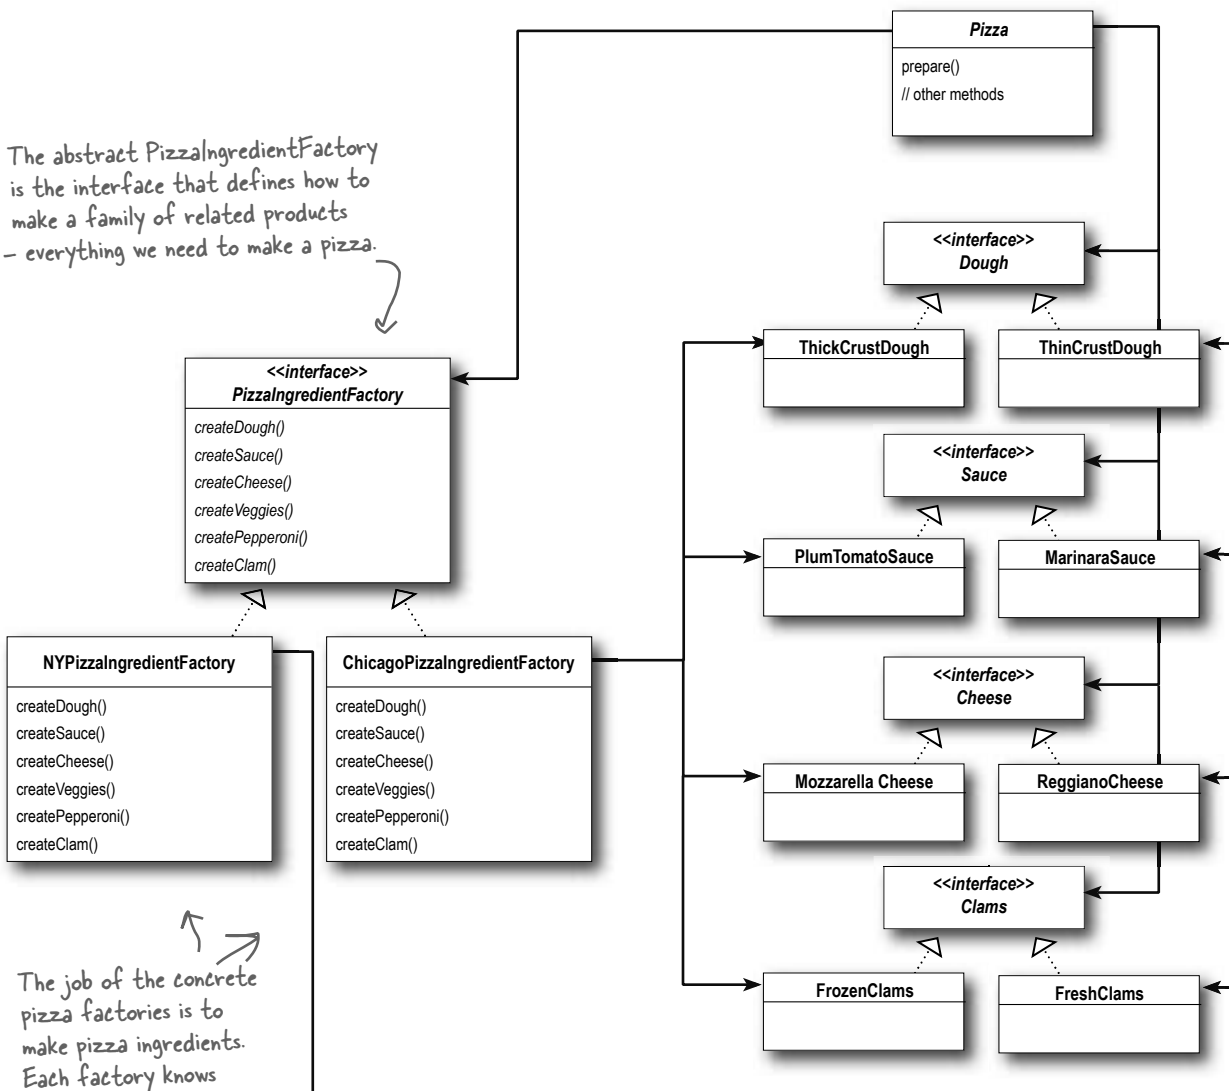 Pizza
prepare()
// other methods
The abstract PizzaIngredientFactory
is the interface that defines how to
make a family of related products
– everything we need to make a pizza.
<<interface>>
Dough
ThickCrustDough
ThinCrustDough
<<interface>>
PizzaIngredientFactory
createDough()
createSauce()
createCheese()
createVeggies()
createPepperoni()
createClam()
<<interface>>
Sauce
PlumTomatoSauce
MarinaraSauce
NYPizzaIngredientFactory
createDough()
createSauce()
createCheese()
createVeggies()
createPepperoni()
createClam()
ChicagoPizzaIngredientFactory
createDough()
createSauce()
createCheese()
createVeggies()
createPepperoni()
createClam()
<<interface>>
Cheese
Mozzarella Cheese
ReggianoCheese
<<interface>>
Clams
FrozenClams
FreshClams
The job of the concrete
pizza factories is to
make pizza ingredients.
Each factory knows